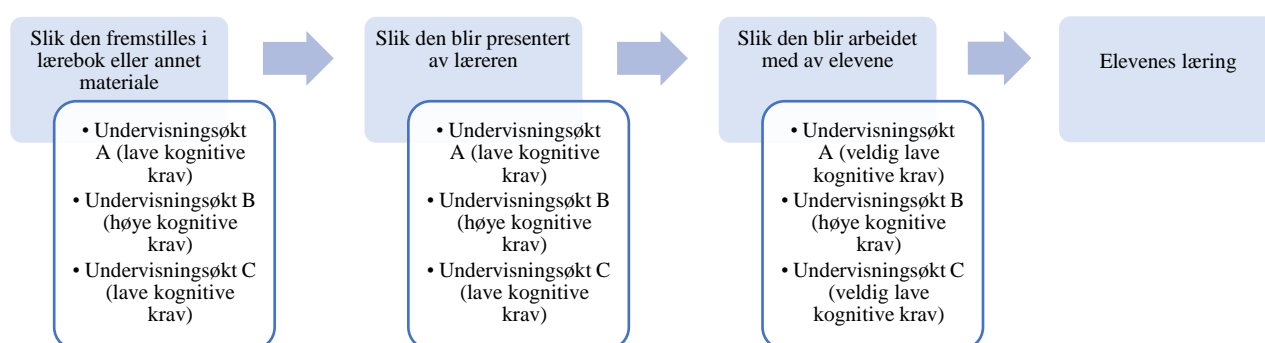 Slik den fremstilles i
lærebok eller annet
materiale
• Undervisningsøkt
A (lave kognitive
krav)
• Undervisningsøkt B
(høye kognitive
krav)
• Undervisningsøkt C
(lave kognitive
krav)
Slik den blir presentert
av læreren
• Undervisningsøkt
A (lave kognitive
krav)
• Undervisningsøkt B
(høye kognitive
krav)
• Undervisningsøkt C
(lave kognitive
krav)
Slik den blir arbeidet
med av elevene
• Undervisningsøkt
A (veldig lave
kognitive krav)
• Undervisningsøkt B
(høye kognitive
krav)
• Undervisningsøkt C
(veldig lave
kognitive krav)
Elevenes læring